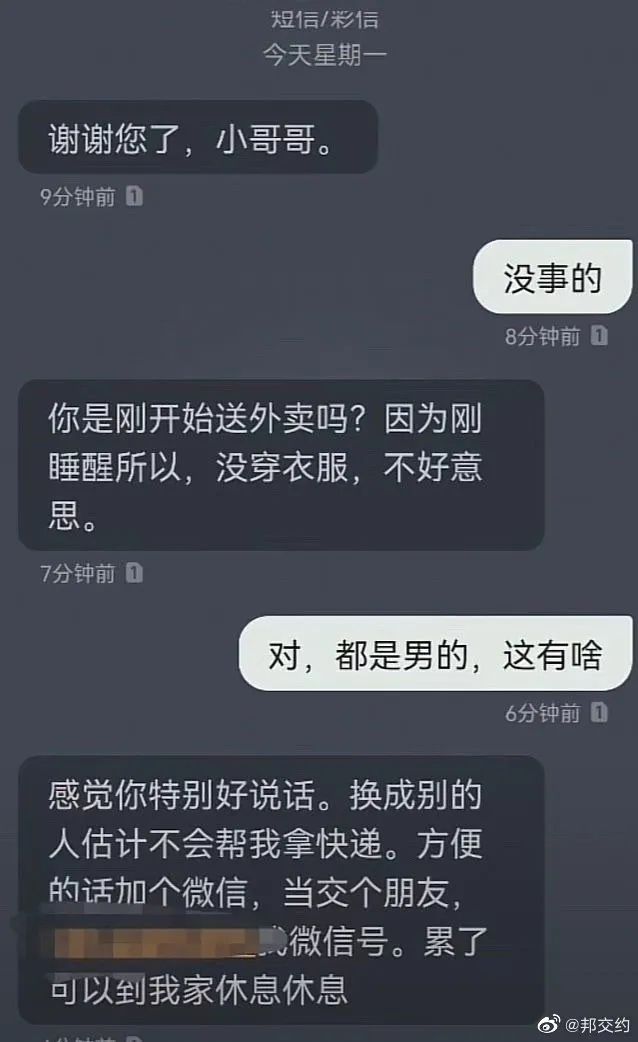 短信/彩信
今天星期一
谢谢您了，小哥哥。
9分钟前 1
没事的
8分钟前 1
你是刚开始送外卖吗？因为刚
睡醒所以，没穿衣服，不好意
思。
7分钟前 1
对，都是男的，这有啥
6分钟前 1
感觉你特别好说话。换成别的
人估计不会帮我拿快递。方便
的话加个微信，当交个朋友，
微信号。累了
可以到我家休息休息
分钟前
@邦交约